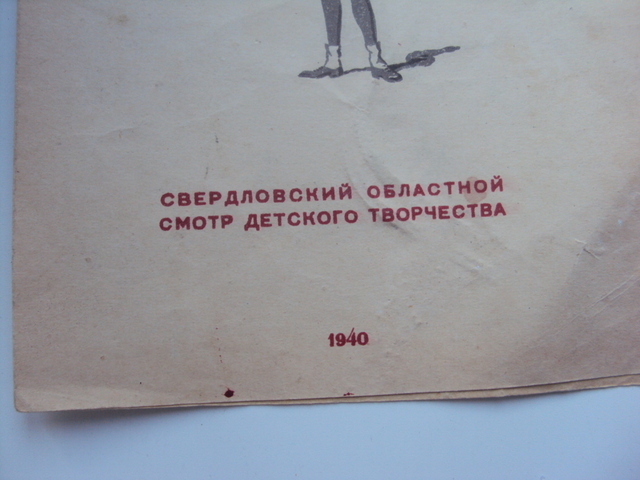 СВЕРДЛОВСКИЙ ОБЛАСТНОЙ
СМОТР ДЕТСКОГО ТВОРЧЕСТВА
1940